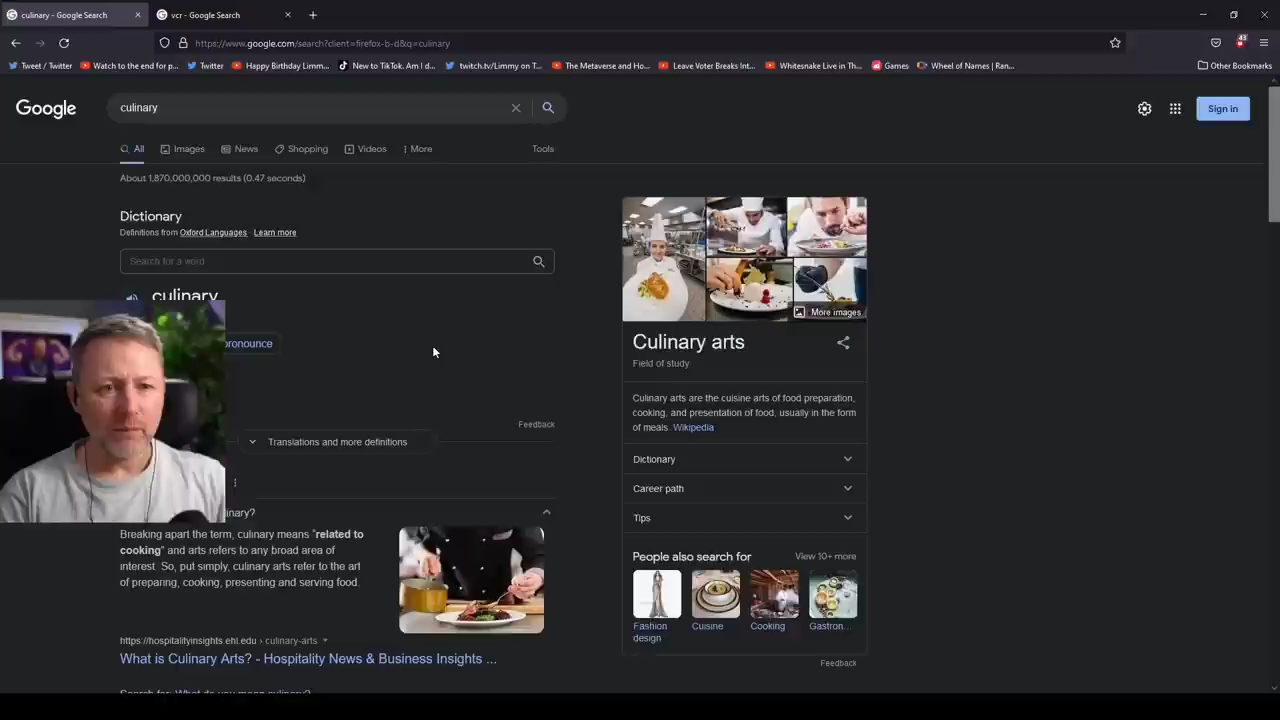 culinary - Google Search
vcr - Google Search
https://www.google.com/search?client=firefox-b-d&q=culinary
43
Tweet / Twitter
Watch to the end for p...
Twitter
Happy Birthday Limm...
New to TikTok. Am I d...
twitch.tv/Limmy on T...
The Metaverse and Ho...
Leave Voter Breaks Int...
Whitesnake Live in Th...
Games
Wheel of Names | Ran...
Other Bookmarks
Google
culinary
Sign in
All
Images
News
Shopping
Videos
More
Tools
About 1,870,000,000 results (0.47 seconds)
Dictionary
Definitions from Oxford Languages · Learn more
Search for a word
culinary
pronounce
Feedback
Translations and more definitions
inary?
Breaking apart the term, culinary means "related to
cooking" and arts refers to any broad area of
interest. So, put simply, culinary arts refer to the art
of preparing, cooking, presenting and serving food.
https://hospitalityinsights.ehl.edu › culinary-arts
What is Culinary Arts? - Hospitality News & Business Insights ...
Search for: What do you mean culinary?
More images
Culinary arts
Field of study
Culinary arts are the cuisine arts of food preparation,
cooking, and presentation of food, usually in the form
of meals. Wikipedia
Dictionary
Career path
Tips
People also search for
View 10+ more
Fashion
design
Cuisine
Cooking
Gastron...
Feedback